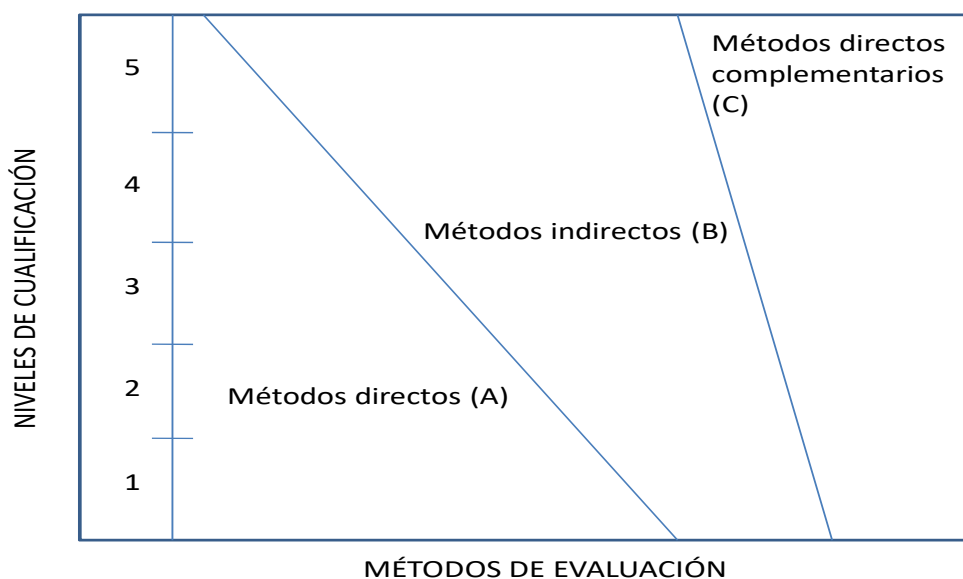 NIVELES DE CUALIFICACIÓN
5
4
3
2
1
Métodos directos
complementarios
(C)
Métodos indirectos (B)
Métodos directos (A)
MÉTODOS DE EVALUACIÓN